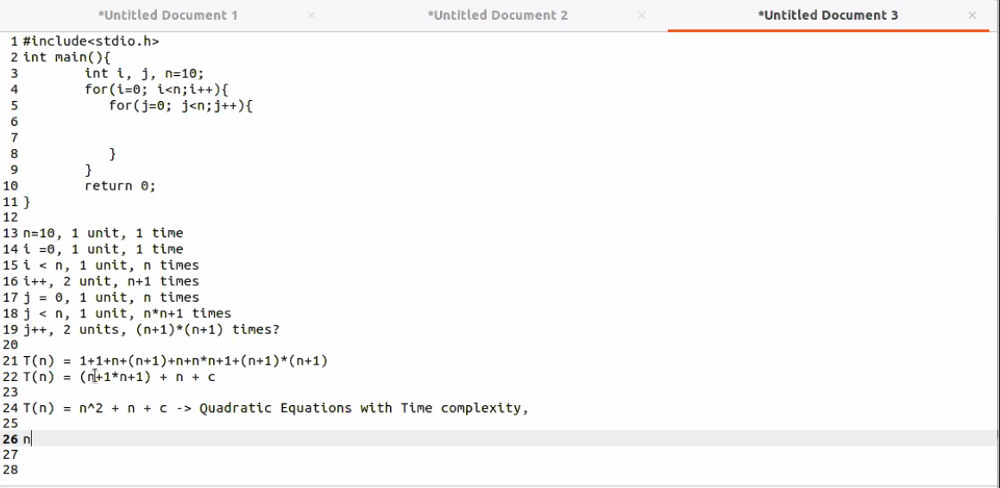 *Untitled Document 1 × *Untitled Document 2 × *Untitled Document 3 ×
1 #include<stdio.h>
2 int main(){
3 int i, j, n=10;
4 for(i=0; i<n;i++){
5 for(j=0; j<n;j++){
6
7
8 }
9 }
10 return 0;
11 }
12
13 n=10, 1 unit, 1 time
14 i =0, 1 unit, 1 time
15 i < n, 1 unit, n times
16 i++, 2 unit, n+1 times
17 j = 0, 1 unit, n times
18 j < n, 1 unit, n*n+1 times
19 j++, 2 units, (n+1)*(n+1) times?
20
21 T(n) = 1+1+n+(n+1)+n+n*n+1+(n+1)*(n+1)
22 T(n) = (n+1*n+1) + n + c
23
24 T(n) = n^2 + n + c -> Quadratic Equations with Time complexity,
25
26 n
27
28